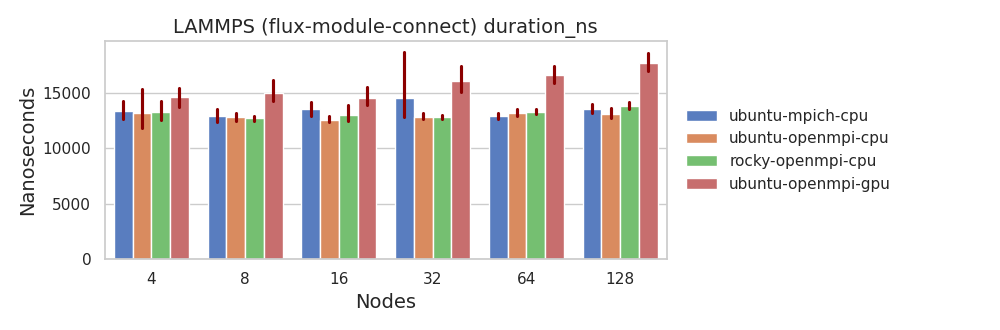 LAMMPS (flux-module-connect) duration_ns
Nanoseconds
15000
10000
5000
0
4 8 16 32 64 128
Nodes
ubuntu-mpich-cpu
ubuntu-openmpi-cpu
rocky-openmpi-cpu
ubuntu-openmpi-gpu